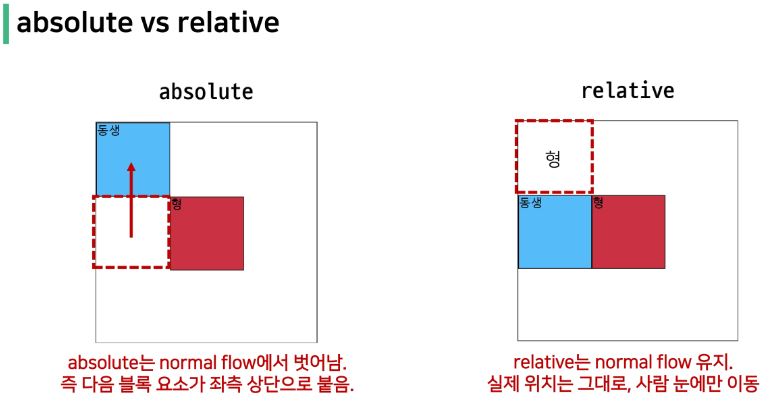 absolute vs relative
absolute
동생
형
absolute는 normal flow에서 벗어남.
즉 다음 블록 요소가 좌측 상단으로 붙음.
relative
형
동생
형
relative는 normal flow 유지.
실제 위치는 그대로, 사람 눈에만 이동